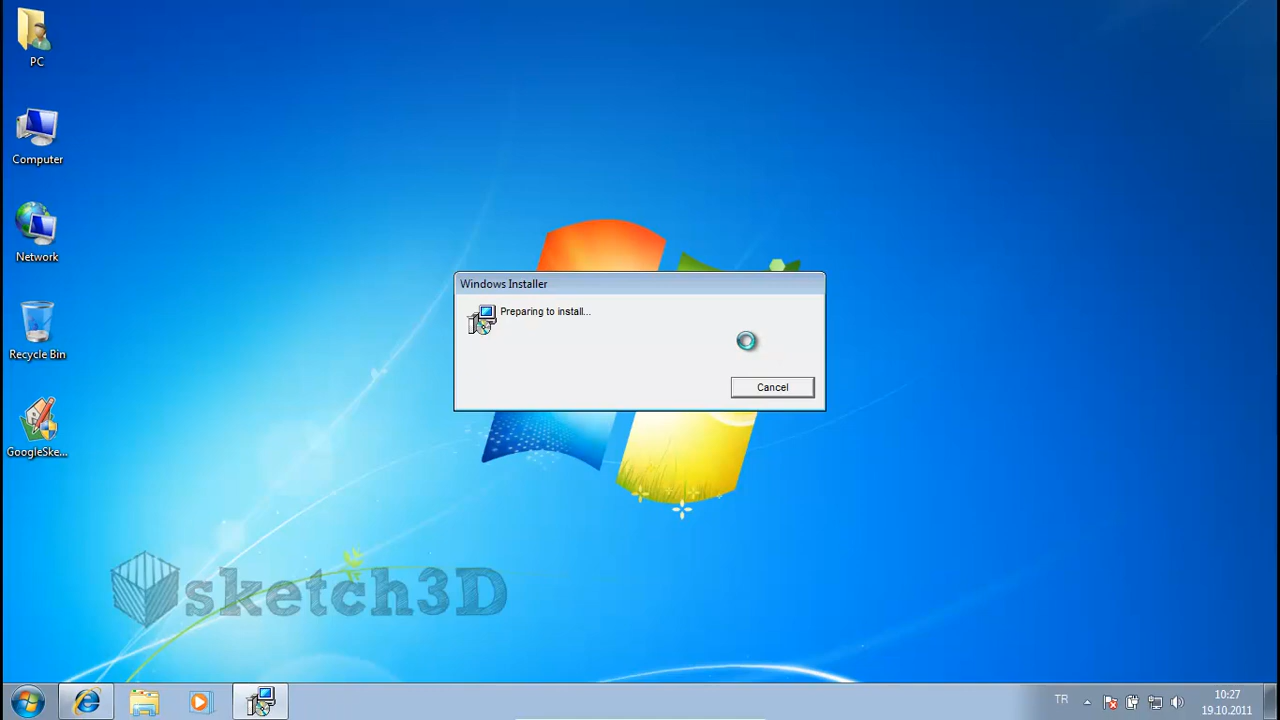 PC
Computer
Network
Recycle Bin
GoogleSke...
Windows Installer
Preparing to install...
Cancel
sketch3D
TR
10:27
19.10.2011